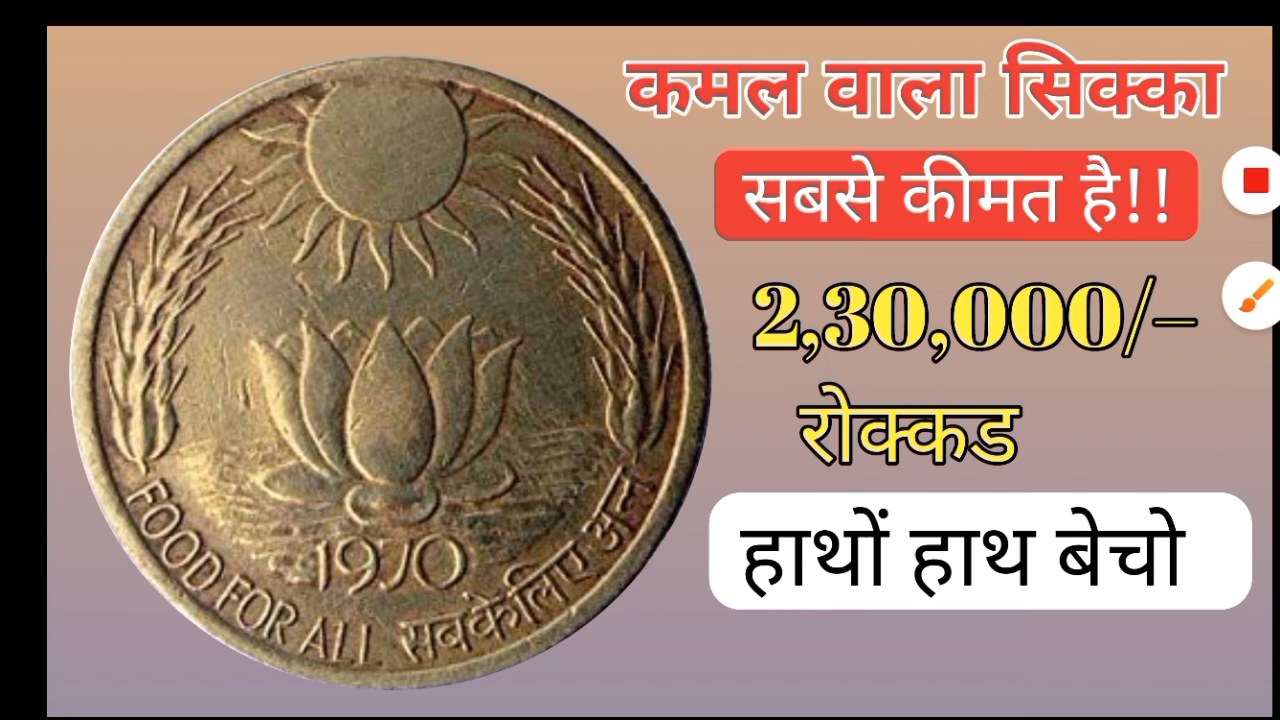 कमल वाला सिक्का
सबसे कीमत है!!
2,30,000/-
रोक्कड
हाथों हाथ बेचो
1970
FOOD FOR ALL सबकेलिए अन्न